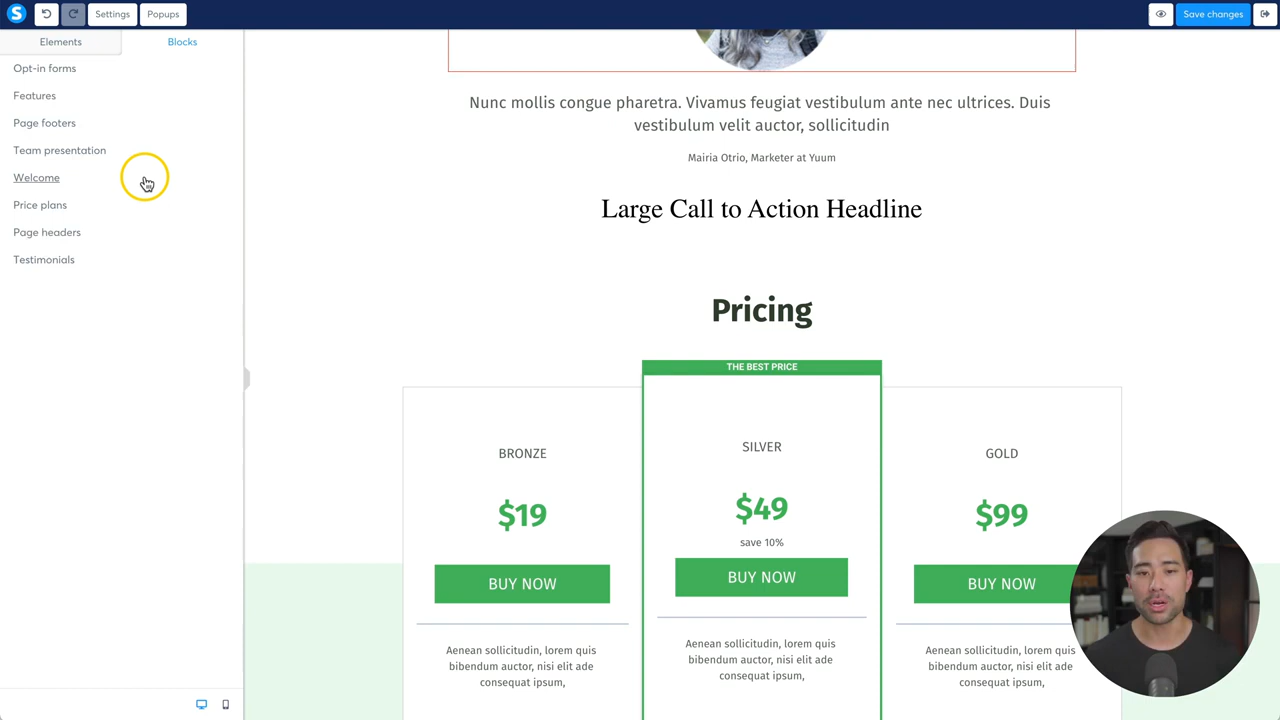 S
Settings
Popups
Save changes
Elements
Blocks
Opt-in forms
Features
Page footers
Team presentation
Welcome
Price plans
Page headers
Testimonials
Nunc mollis congue pharetra. Vivamus feugiat vestibulum ante nec ultrices. Duis
vestibulum velit auctor, sollicitudin
Mairia Otrio, Marketer at Yuum
Large Call to Action Headline
Pricing
THE BEST PRICE
BRONZE
$19
BUY NOW
Aenean sollicitudin, lorem quis
bibendum auctor, nisi elit ade
consequat ipsum,
SILVER
$49
save 10%
BUY NOW
Aenean sollicitudin, lorem quis
bibendum auctor, nisi elit ade
consequat ipsum,
GOLD
$99
BUY NOW
Aenean sollicitudin, lorem quis
bibendum auctor, nisi elit ade
consequat ipsum,